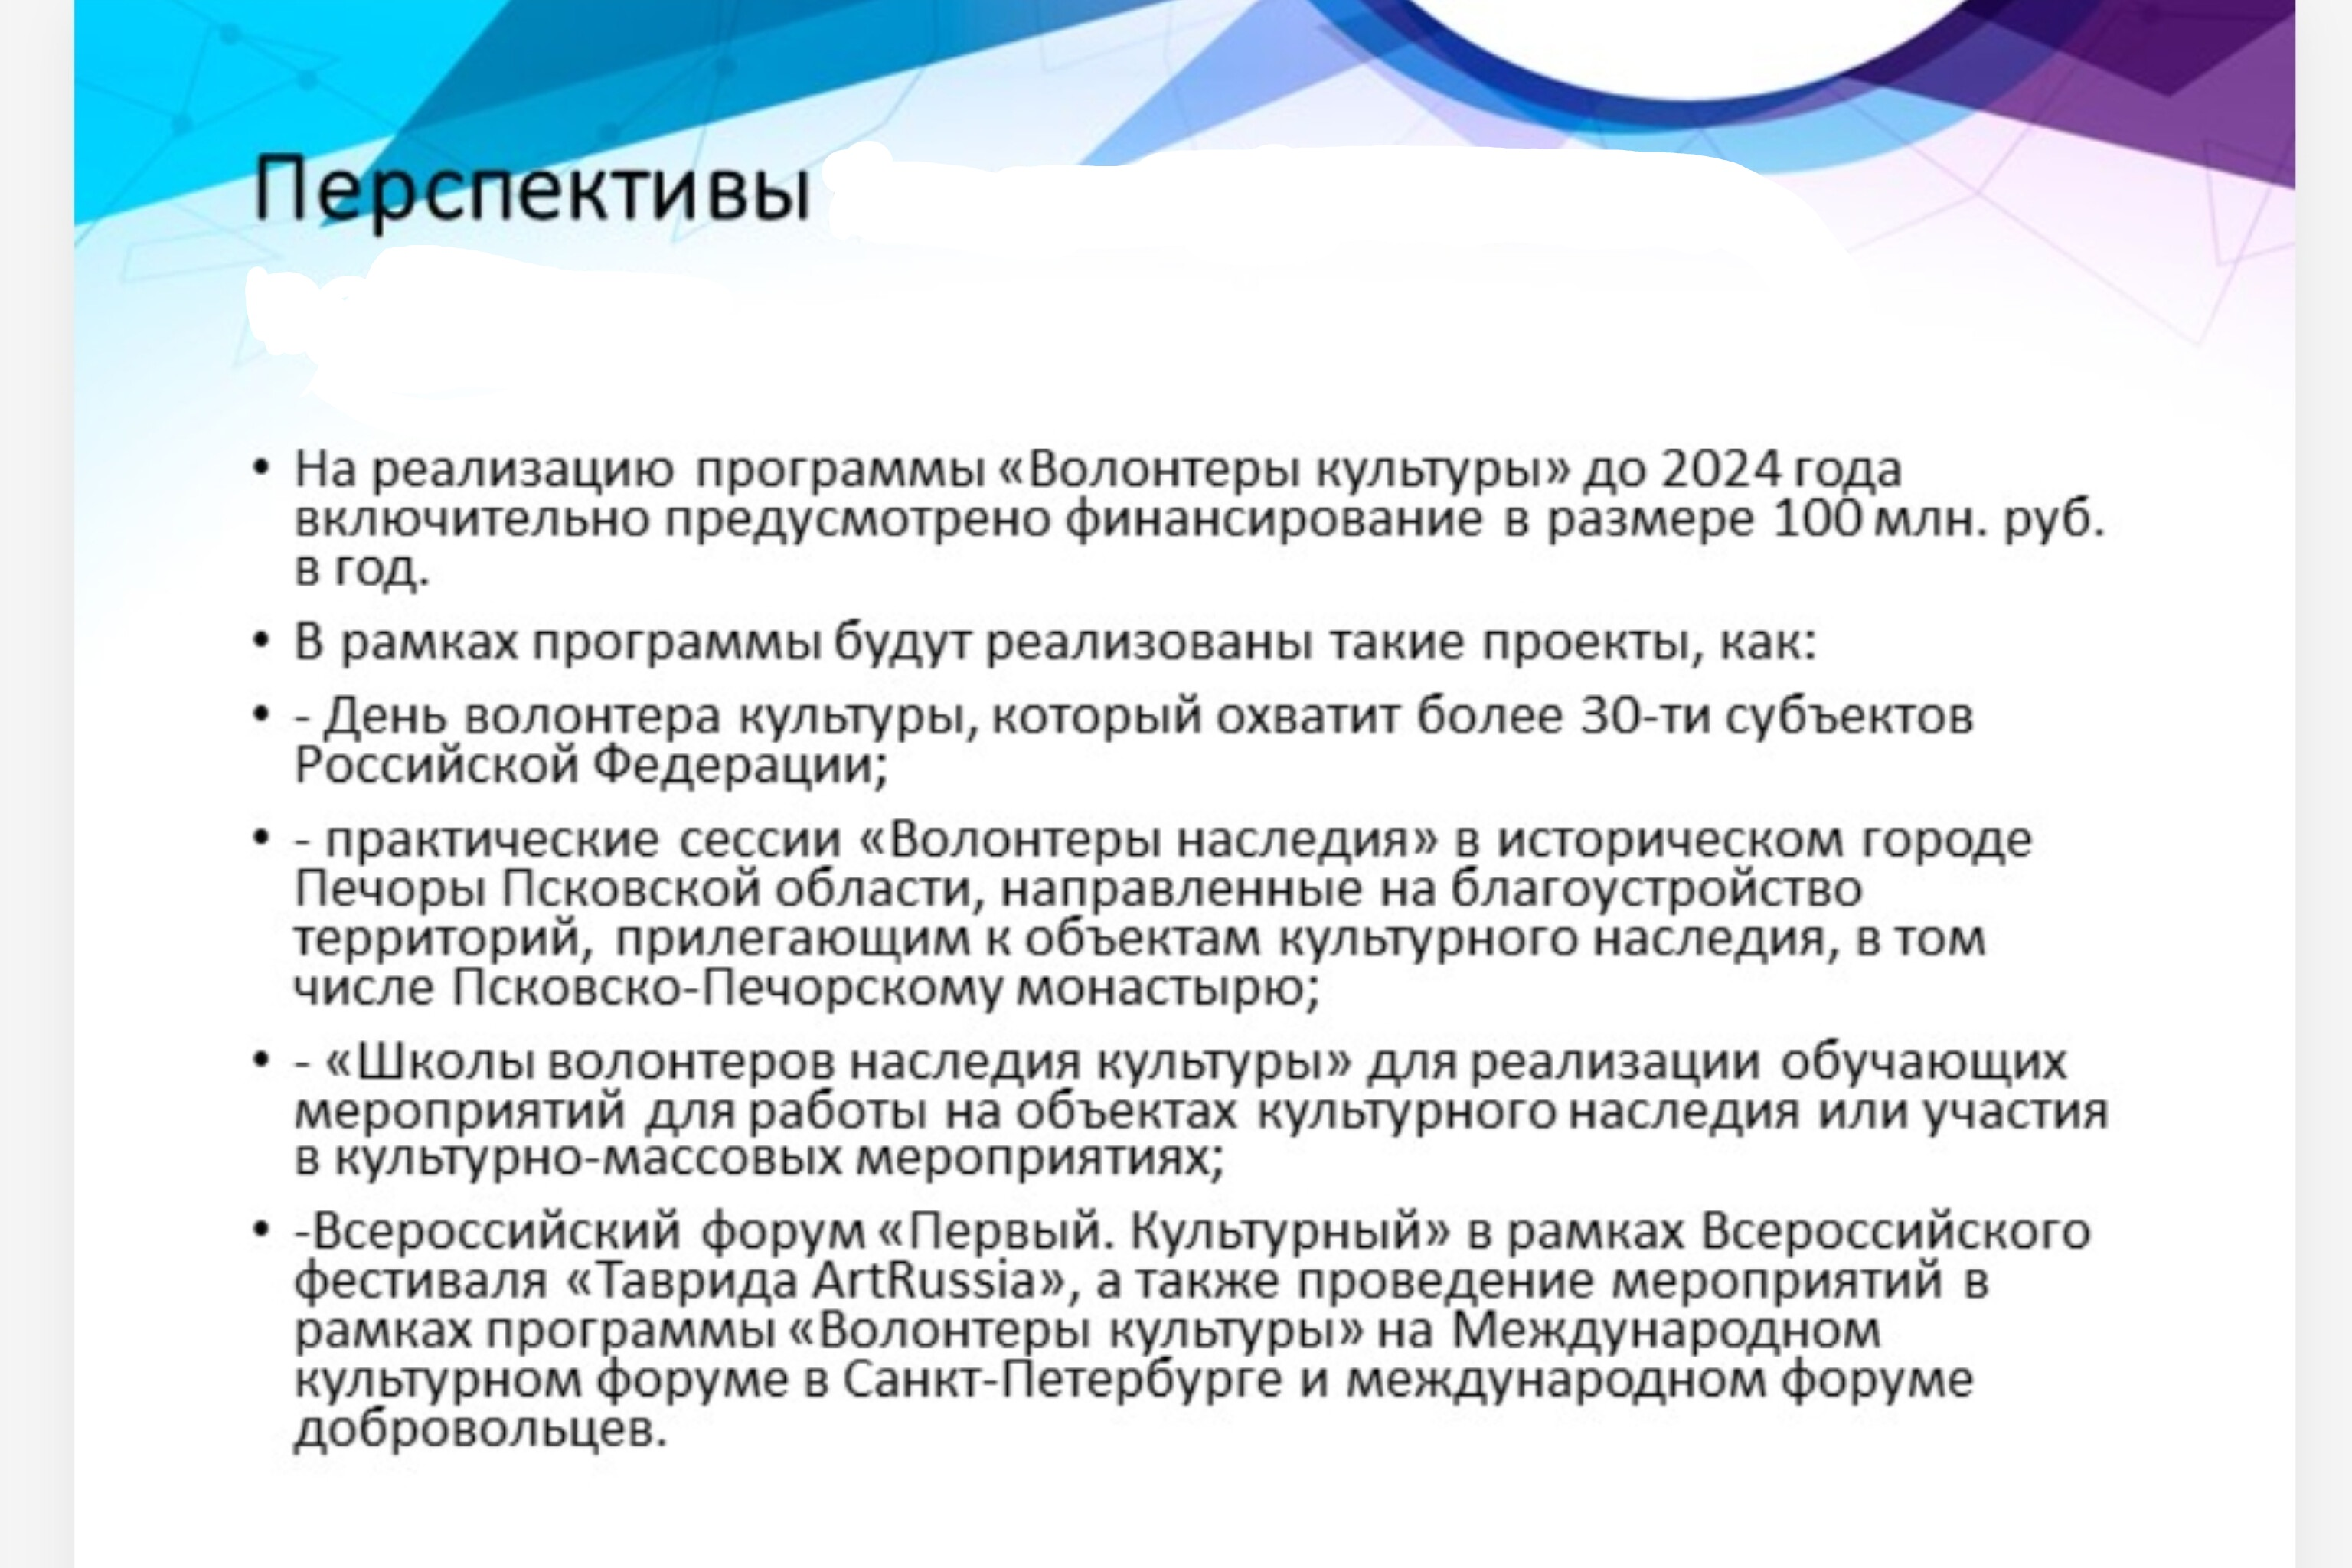 Перспективы
• На реализацию программы «Волонтеры культуры» до 2024 года
включительно предусмотрено финансирование в размере 100 млн. руб.
в год.
• В рамках программы будут реализованы такие проекты, как:
• - День волонтера культуры, который охватит более 30-ти субъектов
Российской Федерации;
• - практические сессии «Волонтеры наследия» в историческом городе
Печоры Псковской области, направленные на благоустройство
территорий, прилегающим к объектам культурного наследия, в том
числе Псковско-Печорскому монастырю;
• - «Школы волонтеров наследия культуры» для реализации обучающих
мероприятий для работы на объектах культурного наследия или участия
в культурно-массовых мероприятиях;
• -Всероссийский форум «Первый. Культурный» в рамках Всероссийского
фестиваля «Таврида ArtRussia», а также проведение мероприятий в
рамках программы «Волонтеры культуры» на Международном
культурном форуме в Санкт-Петербурге и международном форуме
добровольцев.